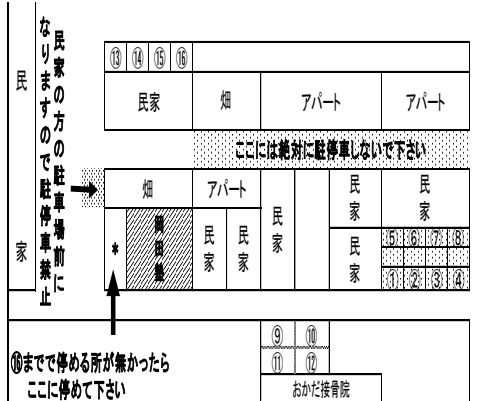 民家
民家の方の駐車場前に
なりますので駐停車禁止
⑬ ⑭ ⑮ ⑯
民家 畑 アパート アパート
ここには絶対に駐停車しないで下さい
畑 アパート 民家 民家 民家
* 岡田塾 民家 民家 民家
⑤ ⑥ ⑦ ⑧
① ② ③ ④
⑨ ⑩
⑪ ⑫
おかだ接骨院
⑯までで停める所が無かったら
ここに停めて下さい